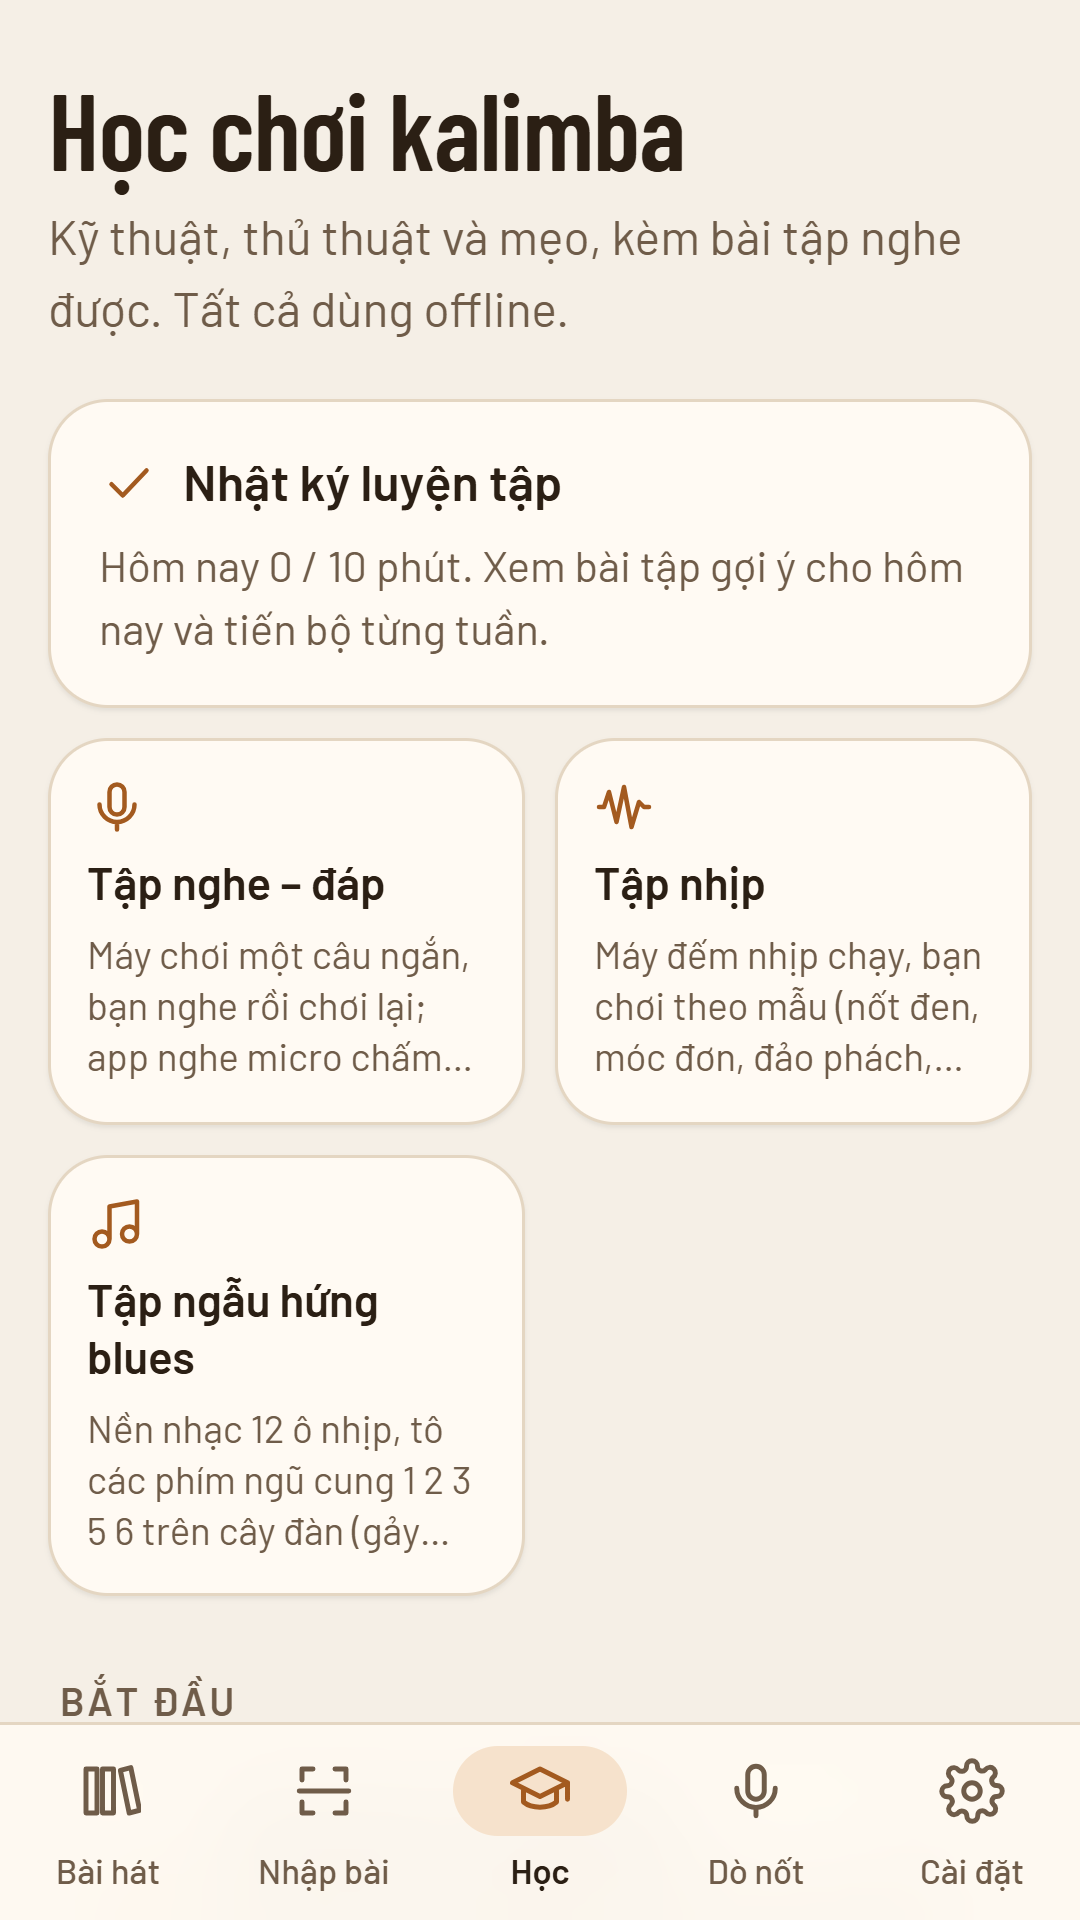 Học chơi kalimba
Kỹ thuật, thủ thuật và mẹo, kèm bài tập nghe
được. Tất cả dùng offline.
Nhật ký luyện tập
Hôm nay 0 / 10 phút. Xem bài tập gợi ý cho hôm
nay và tiến bộ từng tuần.
Tập nghe – đáp
Máy chơi một câu ngắn,
bạn nghe rồi chơi lại;
app nghe micro chấm...
Tập nhịp
Máy đếm nhịp chạy, bạn
chơi theo mẫu (nốt đen,
móc đơn, đảo phách,...
Tập ngẫu hứng
blues
Nền nhạc 12 ô nhịp, tô
các phím ngũ cung 1 2 3
5 6 trên cây đàn (gảy...
BẮT ĐẦU
Bài hát
Nhập bài
Học
Dò nốt
Cài đặt